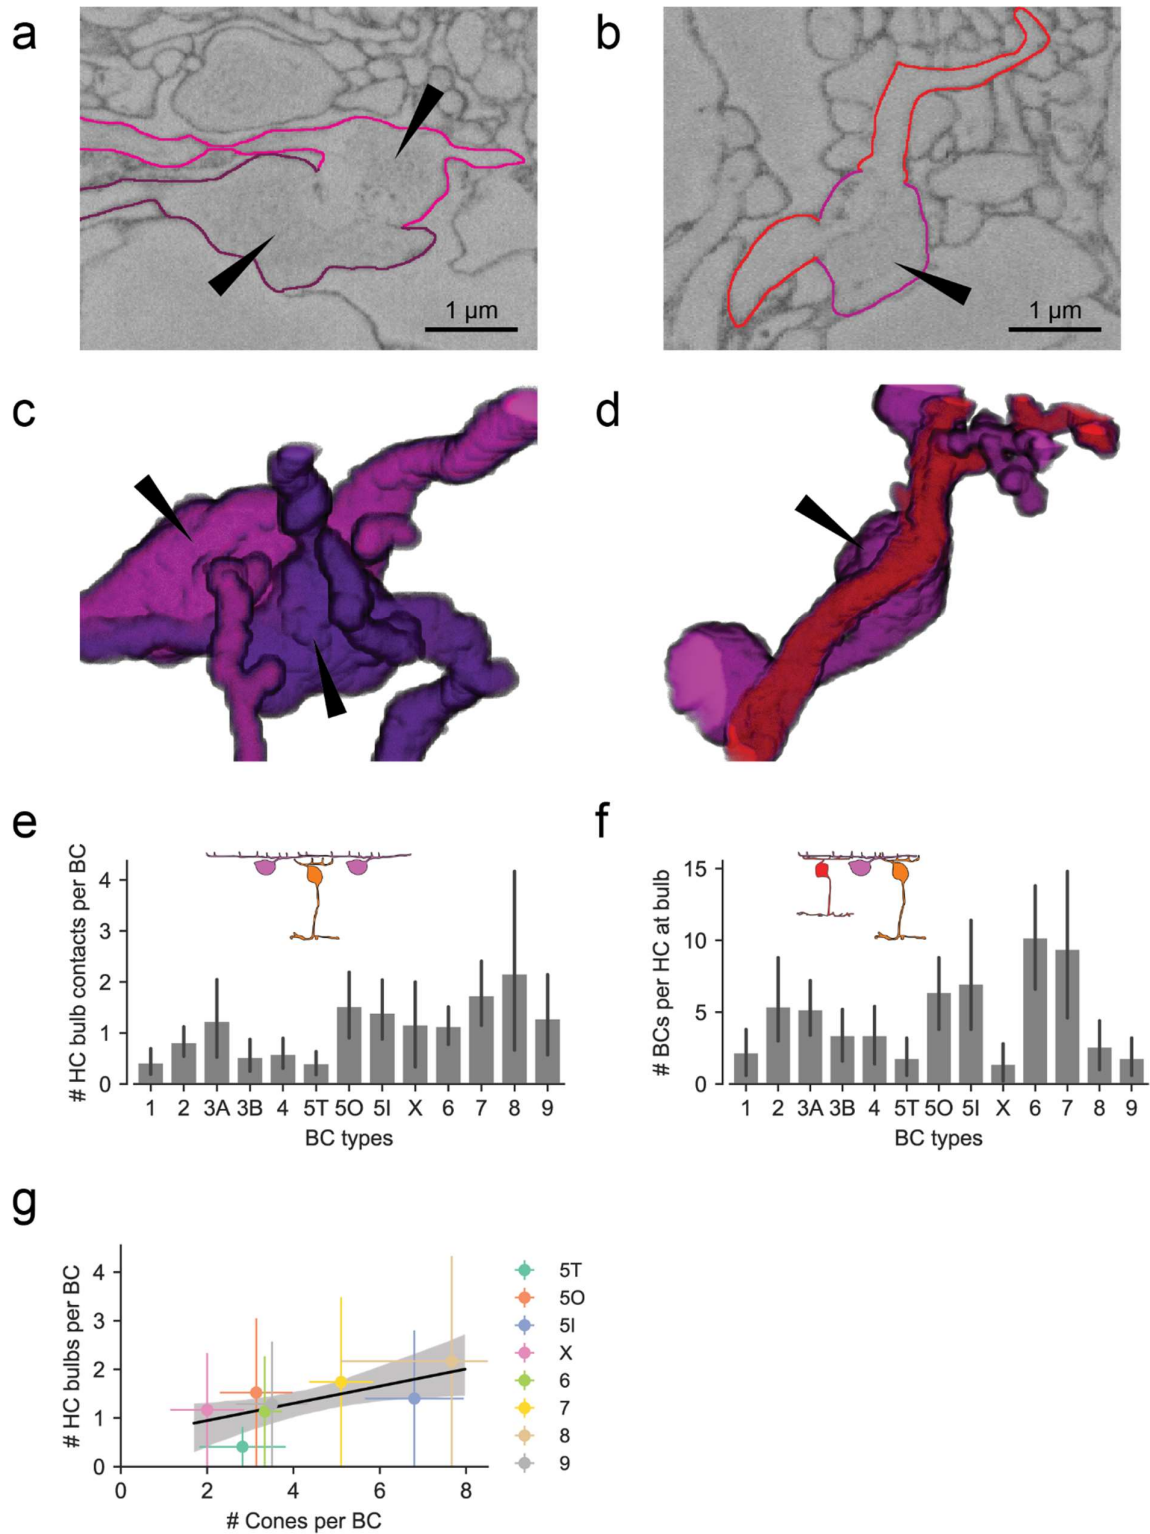 a
b
1 µm
1 µm
c
d
e
f
# HC bulb contacts per BC
4
3
2
1
0
1 2 3A 3B 4 5T 5O 5I X 6 7 8 9
BC types
# BCs per HC at bulb
15
10
5
0
1 2 3A 3B 4 5T 5O 5I X 6 7 8 9
BC types
g
# HC bulbs per BC
4
3
2
1
0
0 2 4 6 8
# Cones per BC
5T
5O
5I
X
6
7
8
9